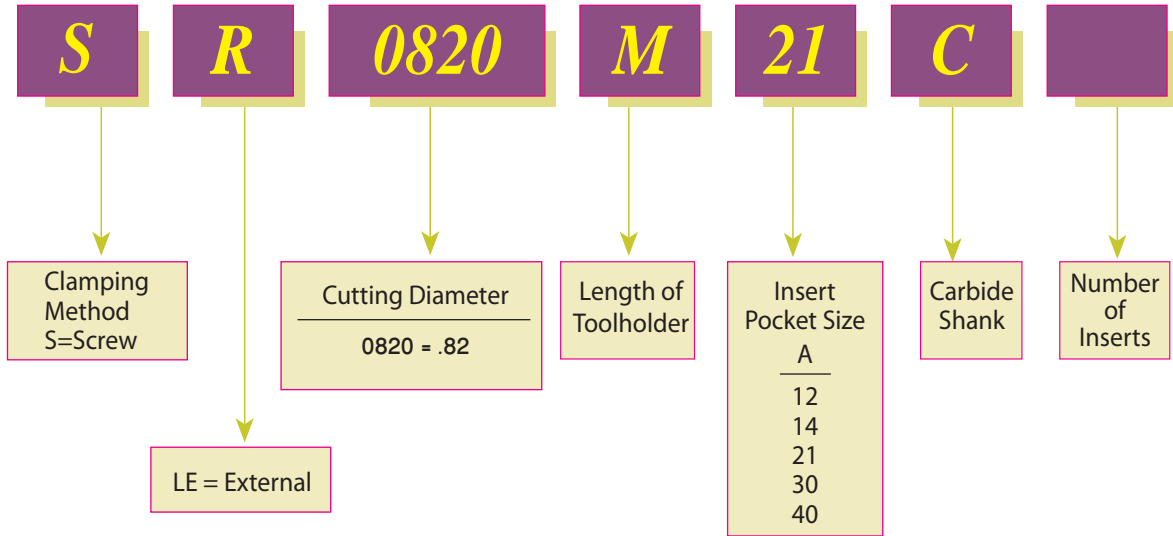 S R 0820 M 21 C
Clamping
Method
S=Screw
LE = External
Cutting Diameter
0820 = .82
Length of
Toolholder
Insert
Pocket Size
A
12
14
21
30
40
Carbide
Shank
Number
of
Inserts